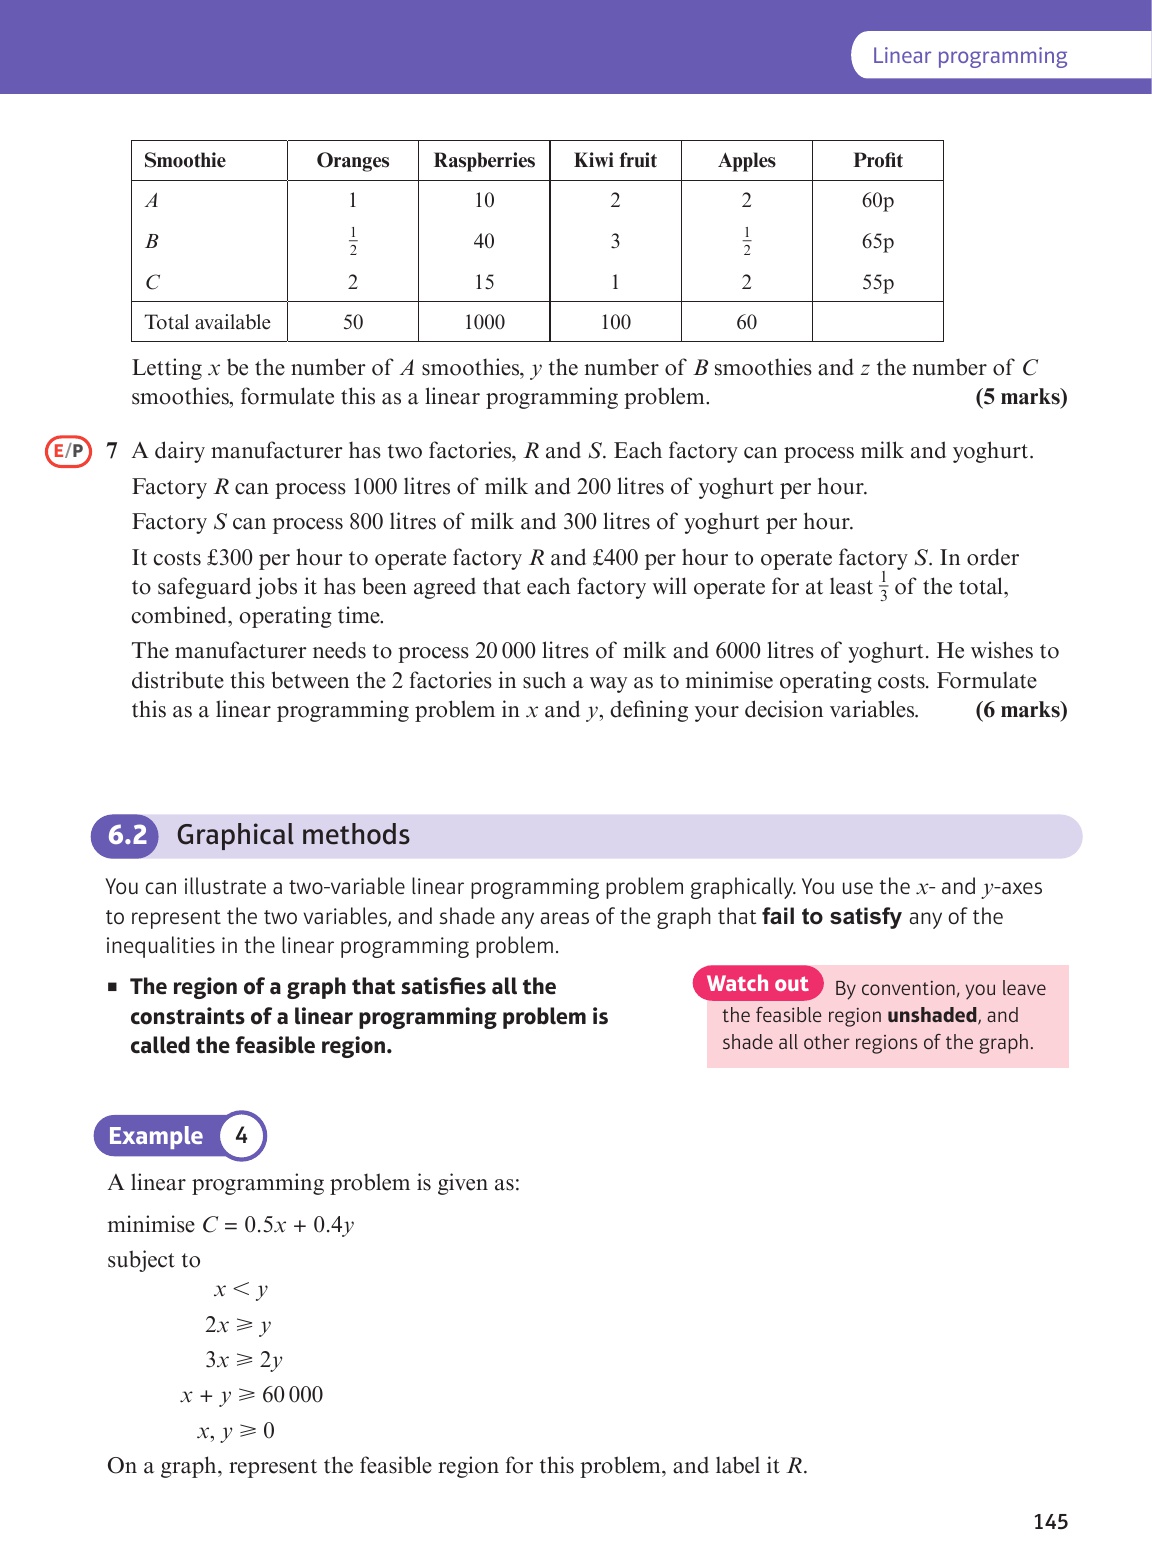 Linear programming
Smoothie Oranges Raspberries Kiwi fruit Apples Profit
A 1 10 2 2 60p
B 1/2 40 3 1/2 65p
C 2 15 1 2 55p
Total available 50 1000 100 60
Letting x be the number of A smoothies, y the number of B smoothies and z the number of C
smoothies, formulate this as a linear programming problem. (5 marks)
E/P 7 A dairy manufacturer has two factories, R and S. Each factory can process milk and yoghurt.
Factory R can process 1000 litres of milk and 200 litres of yoghurt per hour.
Factory S can process 800 litres of milk and 300 litres of yoghurt per hour.
It costs £300 per hour to operate factory R and £400 per hour to operate factory S. In order
to safeguard jobs it has been agreed that each factory will operate for at least 1/3 of the total,
combined, operating time.
The manufacturer needs to process 20 000 litres of milk and 6000 litres of yoghurt. He wishes to
distribute this between the 2 factories in such a way as to minimise operating costs. Formulate
this as a linear programming problem in x and y, defining your decision variables. (6 marks)
6.2 Graphical methods
You can illustrate a two-variable linear programming problem graphically. You use the x- and y-axes
to represent the two variables, and shade any areas of the graph that fail to satisfy any of the
inequalities in the linear programming problem.
■ The region of a graph that satisfies all the
constraints of a linear programming problem is
called the feasible region.
Watch out By convention, you leave
the feasible region unshaded, and
shade all other regions of the graph.
Example 4
A linear programming problem is given as:
minimise C = 0.5x + 0.4y
subject to
x < y
2x ⩾ y
3x ⩾ 2y
x + y ⩾ 60 000
x, y ⩾ 0
On a graph, represent the feasible region for this problem, and label it R.
145